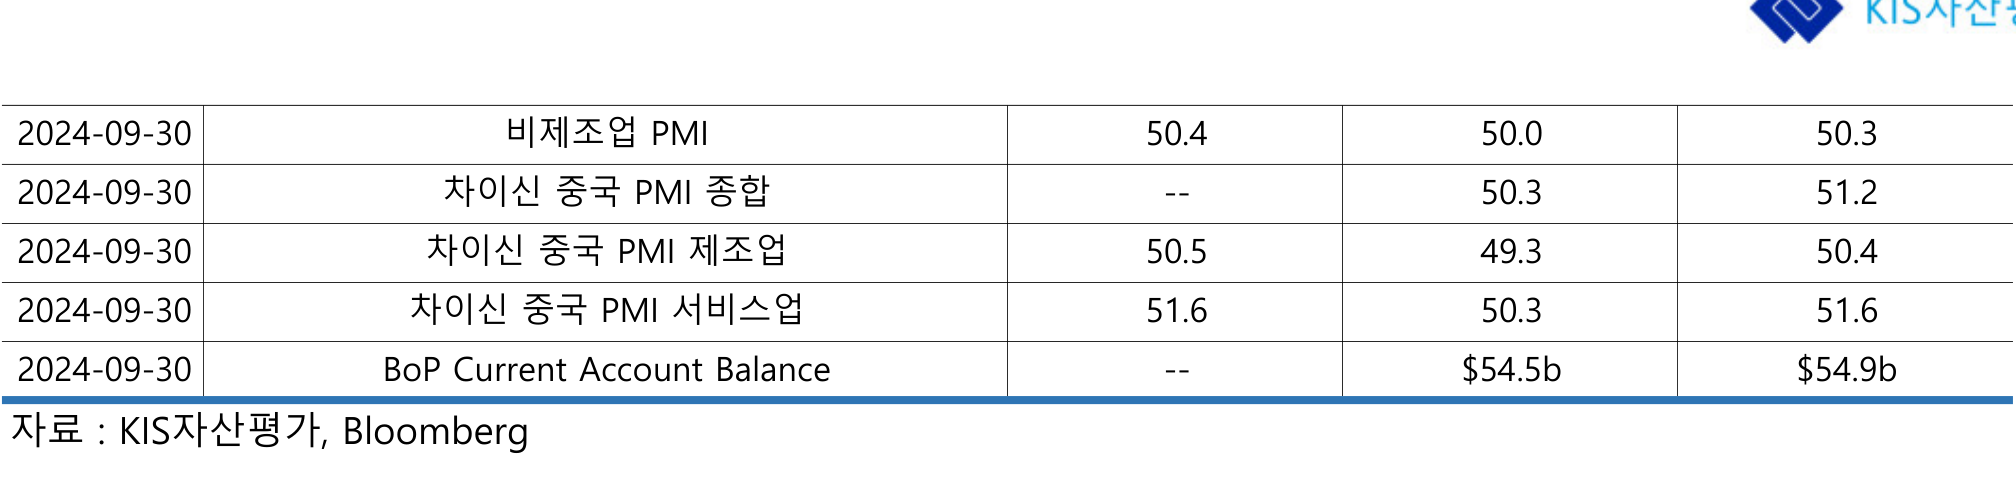 KIS자산
2024-09-30 비제조업 PMI 50.4 50.0 50.3
2024-09-30 차이신 중국 PMI 종합 -- 50.3 51.2
2024-09-30 차이신 중국 PMI 제조업 50.5 49.3 50.4
2024-09-30 차이신 중국 PMI 서비스업 51.6 50.3 51.6
2024-09-30 BoP Current Account Balance -- $54.5b $54.9b
자료 : KIS자산평가, Bloomberg